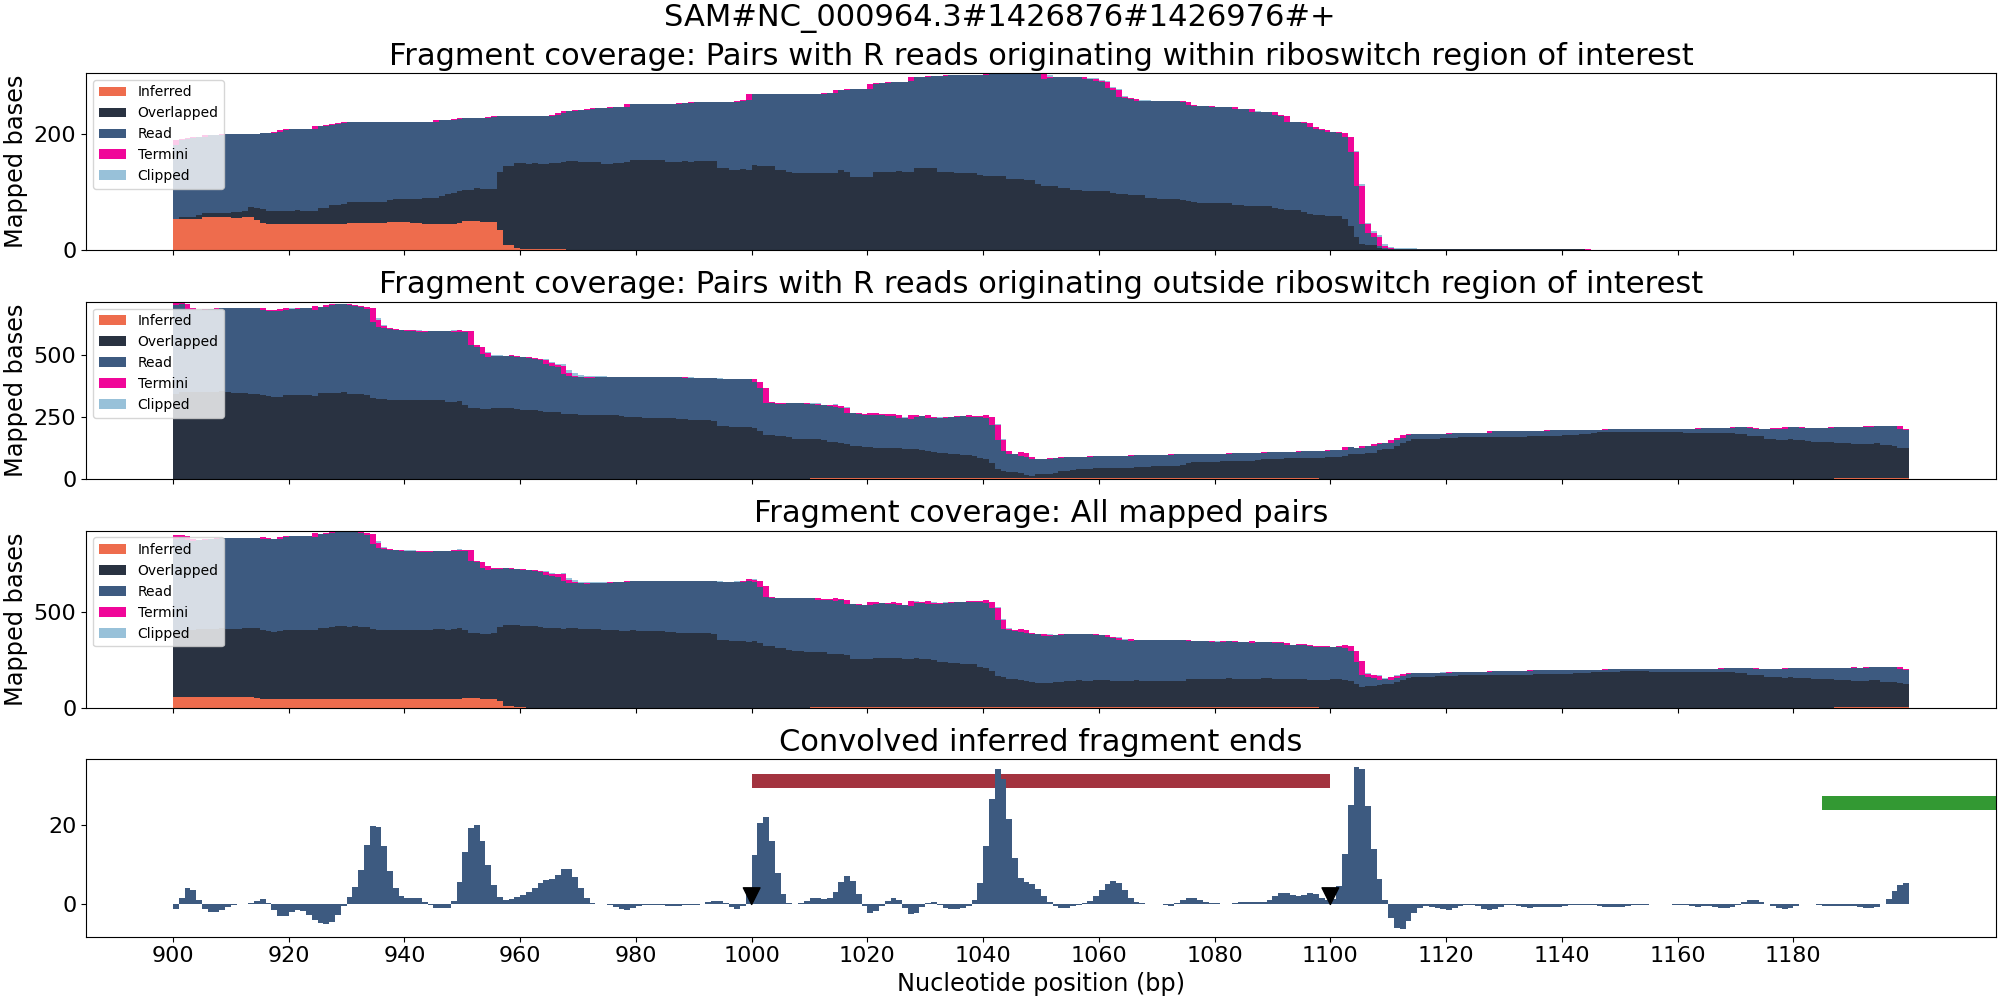 SAM#NC_000964.3#1426876#1426976#+
Fragment coverage: Pairs with R reads originating within riboswitch region of interest
Mapped bases
200
0
Inferred
Overlapped
Read
Termini
Clipped
Fragment coverage: Pairs with R reads originating outside riboswitch region of interest
Mapped bases
500
250
0
Inferred
Overlapped
Read
Termini
Clipped
Fragment coverage: All mapped pairs
Mapped bases
500
0
Inferred
Overlapped
Read
Termini
Clipped
Convolved inferred fragment ends
20
0
900 920 940 960 980 1000 1020 1040 1060 1080 1100 1120 1140 1160 1180
Nucleotide position (bp)